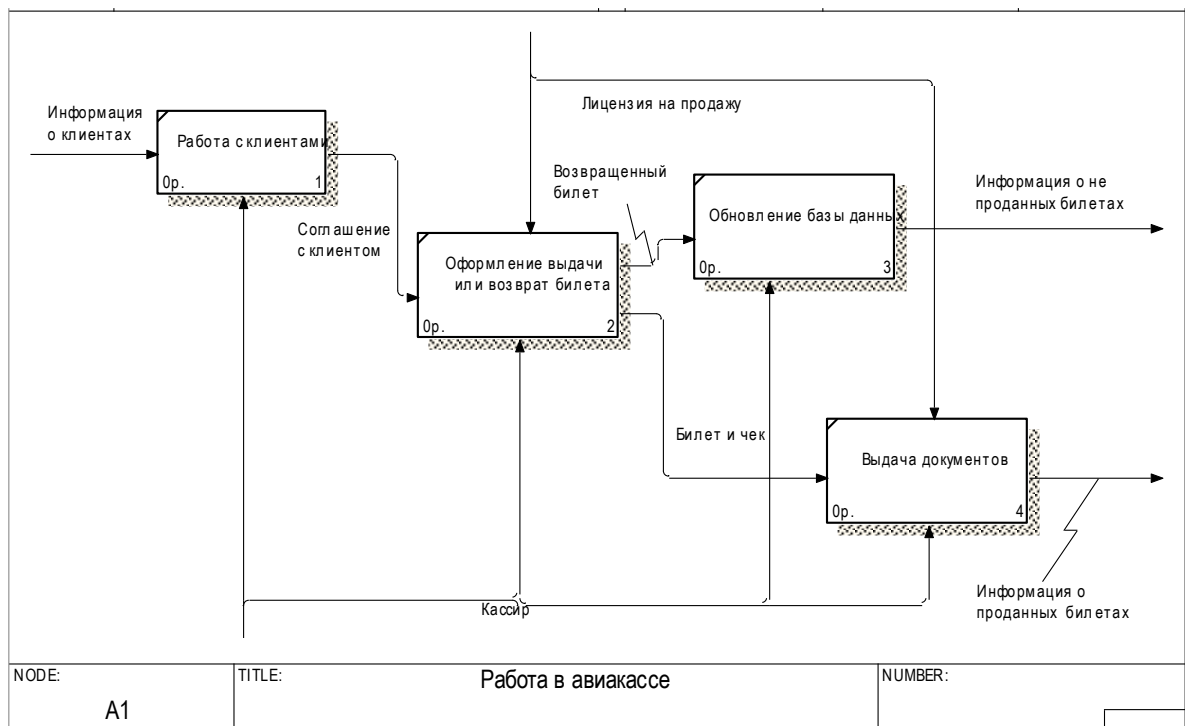 Лицензия на продажу
Информация
о клиентах
Работа с клиентами
0р.
1
Возвращенный
билет
Информация о не
проданных билетах
Обновление базы данных
0р.
3
Соглашение
с клиентом
Оформление выдачи
или возврат билета
0р.
2
Билет и чек
Выдача документов
0р.
4
Информация о
проданных билетах
Кассир
NODE:
A1
TITLE:
Работа в авиакассе
NUMBER: